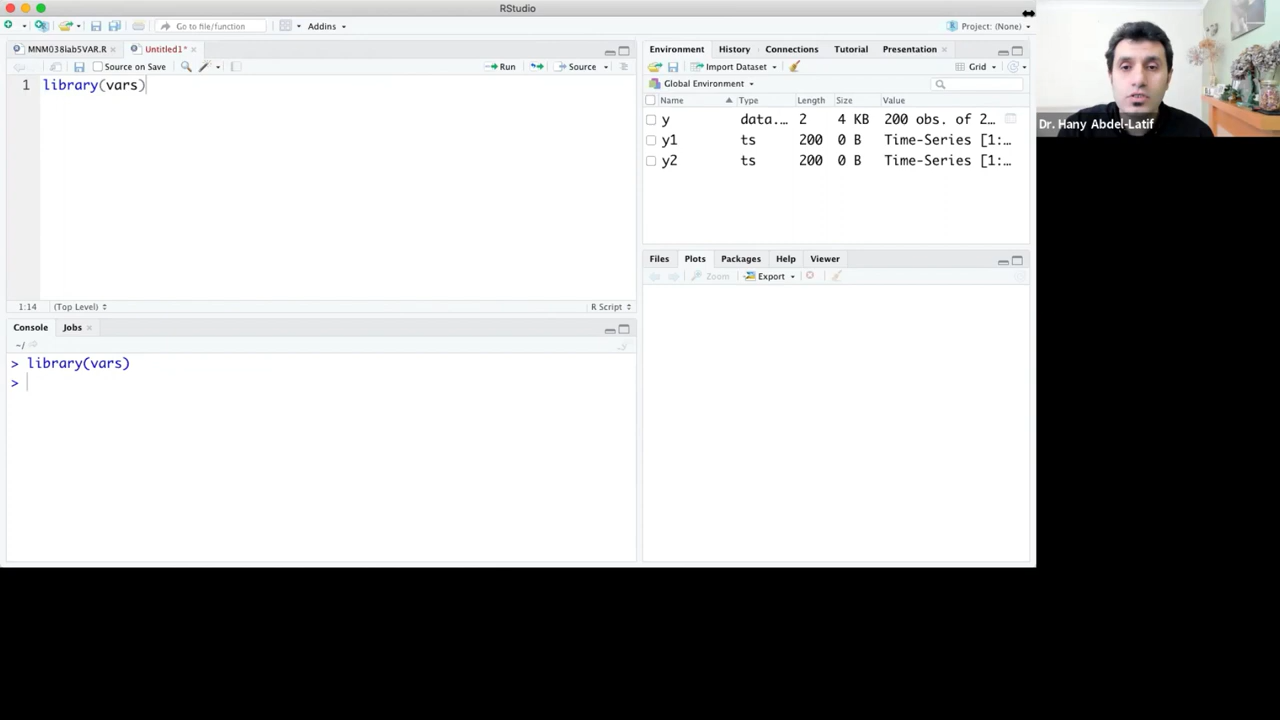 RStudio
Go to file/function
Addins
Project: (None)
MNM038lab5VAR.R
Untitled1*
Source on Save
Run
Source
1 library(vars)
1:14 (Top Level) R Script
Console Jobs
~/
> library(vars)
>
Environment History Connections Tutorial Presentation
Import Dataset
Grid
Global Environment
Name Type Length Size Value
y data.… 2 4 KB 200 obs. of 2…
y1 ts 200 0 B Time-Series [1:…
y2 ts 200 0 B Time-Series [1:…
Files Plots Packages Help Viewer
Zoom Export
Dr. Hany Abdel-Latif